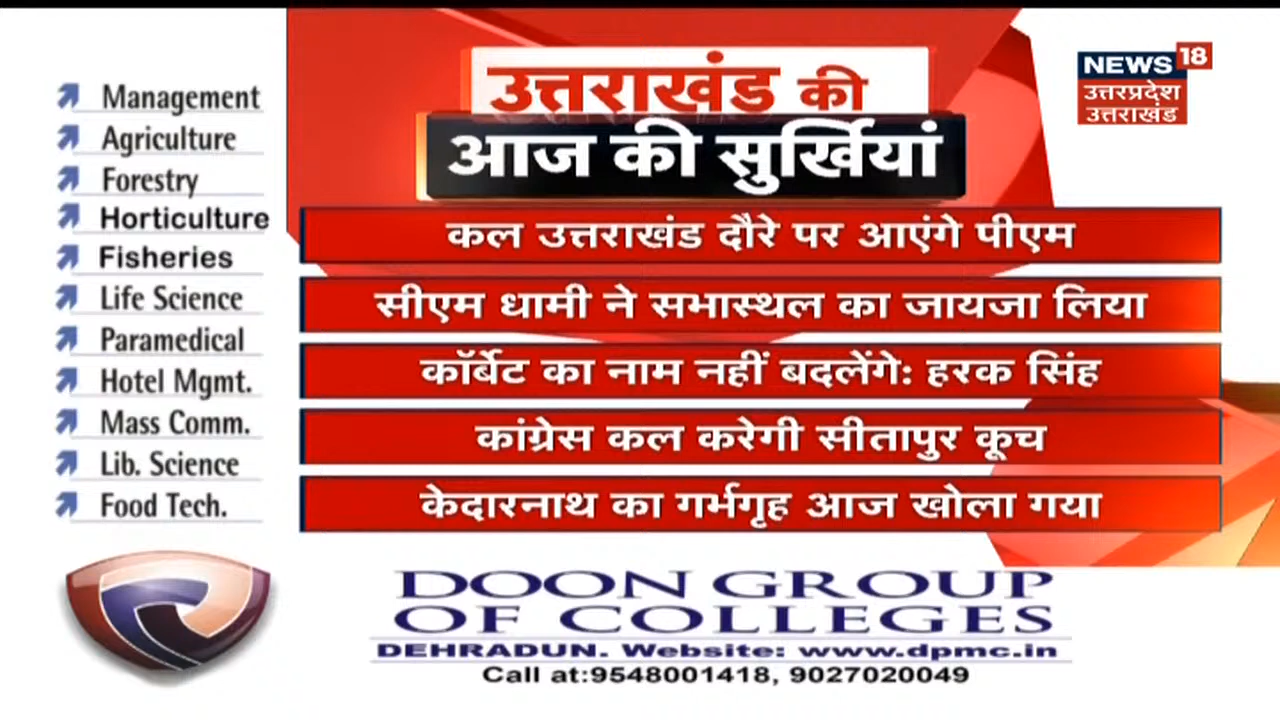 Management
Agriculture
Forestry
Horticulture
Fisheries
Life Science
Paramedical
Hotel Mgmt.
Mass Comm.
Lib. Science
Food Tech.
उत्तराखंड की
आज की सुर्खियां
NEWS 18
उत्तरप्रदेश
उत्तराखंड
कल उत्तराखंड दौरे पर आएंगे पीएम
सीएम धामी ने सभास्थल का जायजा लिया
कॉर्बेट का नाम नहीं बदलेंगे: हरक सिंह
कांग्रेस कल करेगी सीतापुर कूच
केदारनाथ का गर्भगृह आज खोला गया
DOON GROUP
OF COLLEGES
DEHRADUN. Website: www.dpmc.in
Call at:9548001418, 9027020049